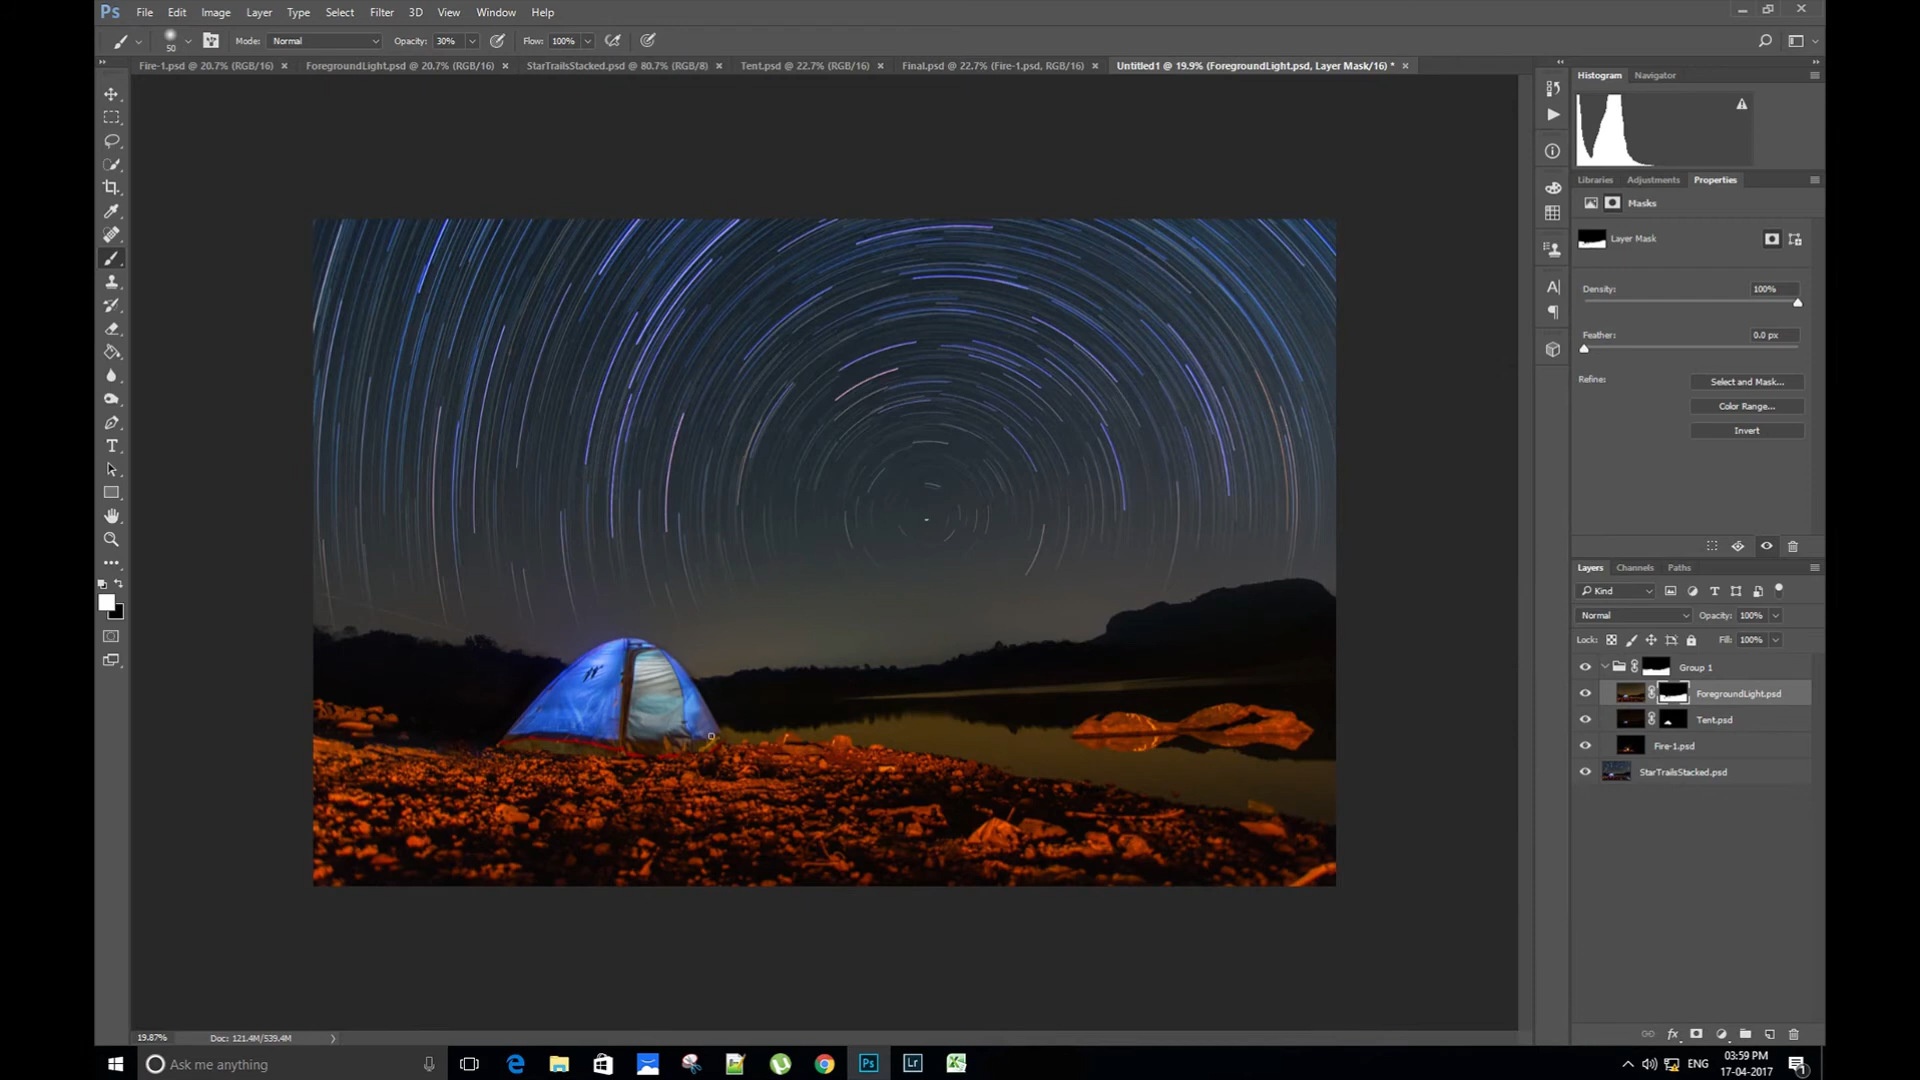 Ps File Edit Image Layer Type Select Filter 3D View Window Help
50 Mode: Normal Opacity: 30% Flow: 100%
Fire-1.psd @ 20.7% (RGB/16) × ForegroundLight.psd @ 20.7% (RGB/16) × StarTrailsStacked.psd @ 80.7% (RGB/8) × Tent.psd @ 22.7% (RGB/16) × Final.psd @ 22.7% (Fire-1.psd, RGB/16) × Untitled1 @ 19.9% (ForegroundLight.psd, Layer Mask/16) * ×
Histogram Navigator
Libraries Adjustments Properties
Masks
Layer Mask
Density: 100%
Feather: 0.0 px
Refine: Select and Mask...
Color Range...
Invert
Layers Channels Paths
Kind
Normal Opacity: 100%
Lock: Fill: 100%
Group 1
ForegroundLight.psd
Tent.psd
Fire-1.psd
StarTrailsStacked.psd
19.87% Doc: 121.4M/539.4M
Ask me anything
Ps Lr
ENG 03:59 PM
17-04-2017
1